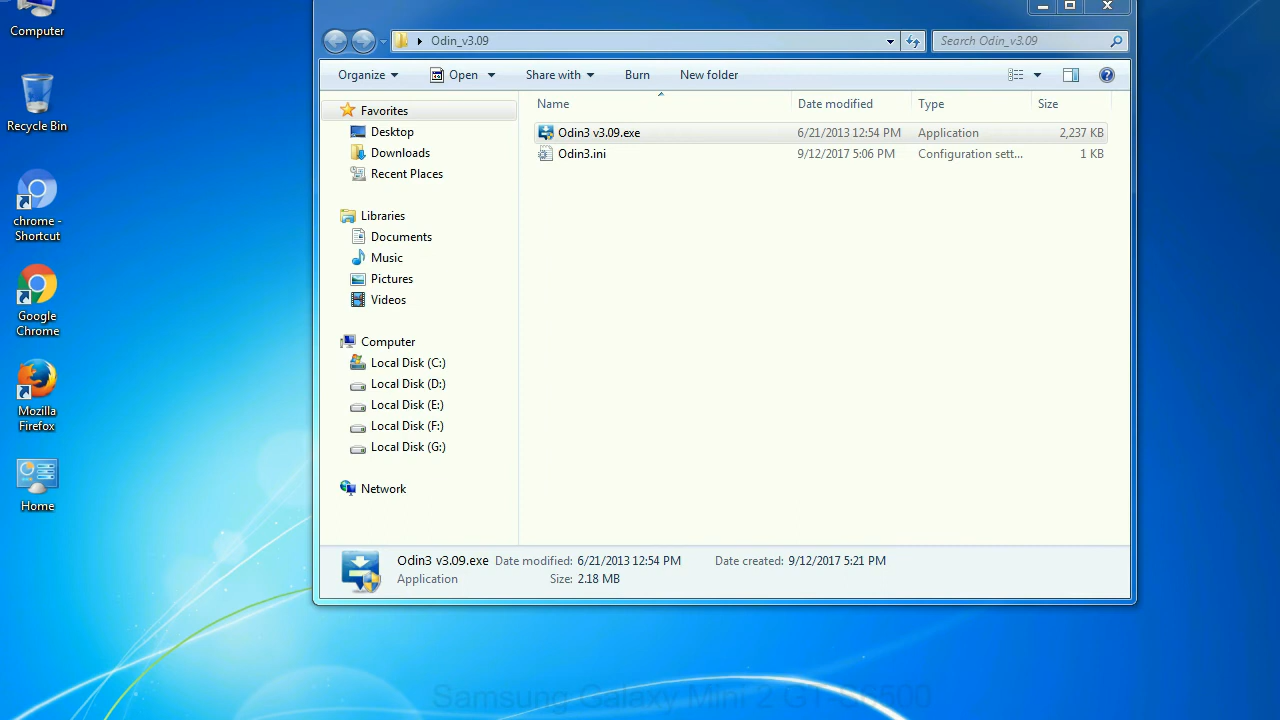 Computer
Recycle Bin
chrome -
Shortcut
Google
Chrome
Mozilla
Firefox
Home
Odin_v3.09
Search Odin_v3.09
Organize
Open
Share with
Burn
New folder
Favorites
Desktop
Downloads
Recent Places
Libraries
Documents
Music
Pictures
Videos
Computer
Local Disk (C:)
Local Disk (D:)
Local Disk (E:)
Local Disk (F:)
Local Disk (G:)
Network
Name Date modified Type Size
Odin3 v3.09.exe 6/21/2013 12:54 PM Application 2,237 KB
Odin3.ini 9/12/2017 5:06 PM Configuration sett... 1 KB
Odin3 v3.09.exe Date modified: 6/21/2013 12:54 PM Date created: 9/12/2017 5:21 PM
Application Size: 2.18 MB
Samsung Galaxy Mini 2 GT-S6500